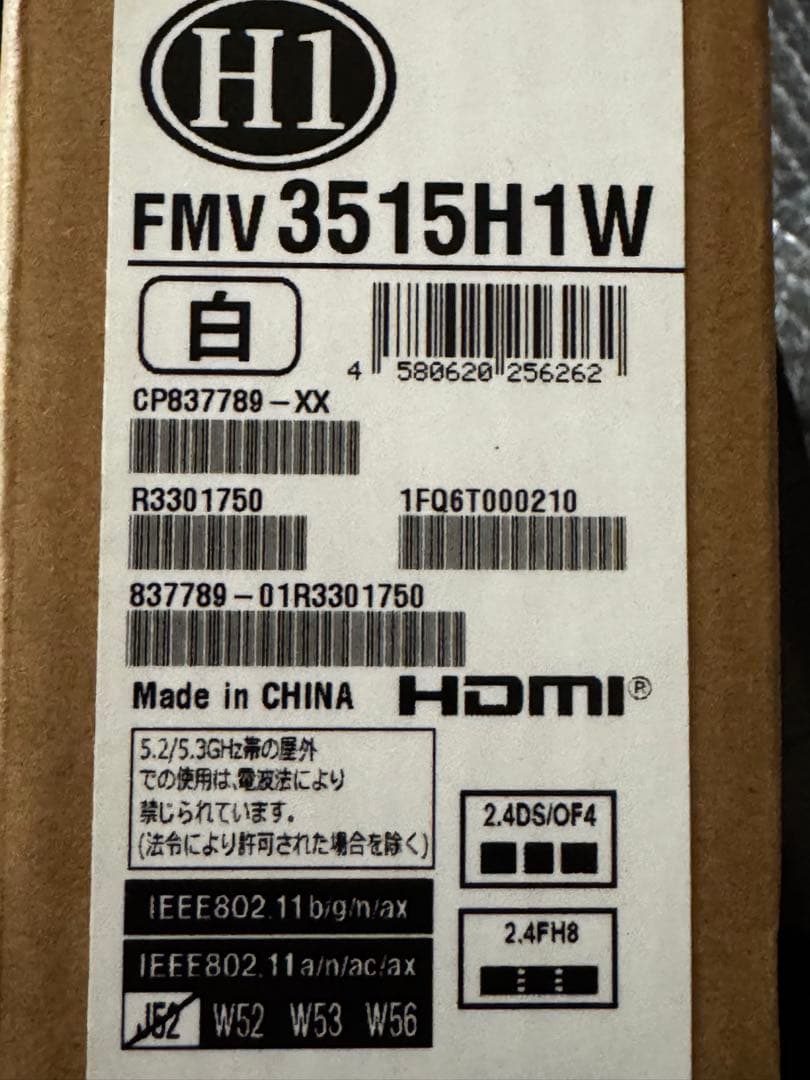 H1
FMV3515H1W
白
4 580620 256262
CP837789-XX
R3301750 1FQ6T000210
837789-01R3301750
Made in CHINA HDMI®
5.2/5.3GHz帯の屋外
での使用は、電波法により
禁じられています。
(法令により許可された場合を除く)
2.4DS/OF4
IEEE802.11b/g/n/ax
2.4FH8
IEEE802.11a/n/ac/ax
J52 W52 W53 W56